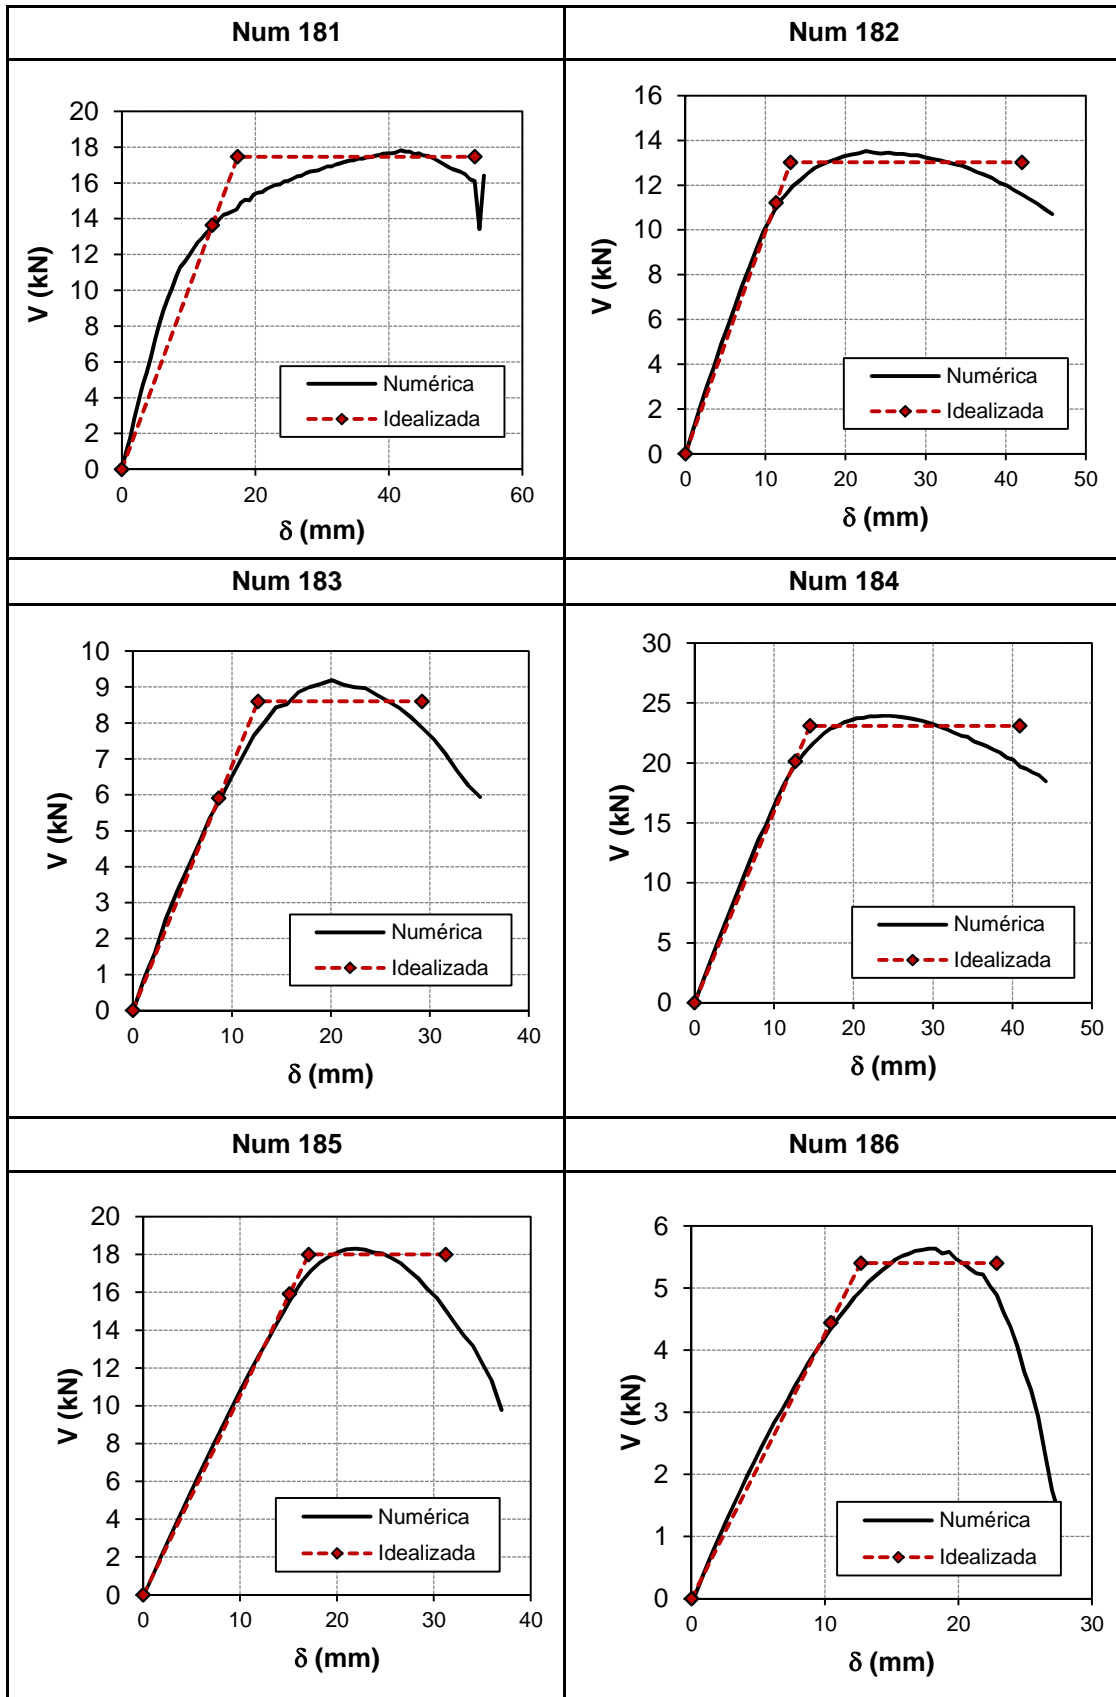 Num 181
Num 182
20
18
16
14
12
10
8
6
4
2
0
V (kN)
0 20 40 60
δ (mm)
Numérica
Idealizada
16
14
12
10
8
6
4
2
0
V (kN)
0 10 20 30 40 50
δ (mm)
Numérica
Idealizada
Num 183
Num 184
10
9
8
7
6
5
4
3
2
1
0
V (kN)
0 10 20 30 40
δ (mm)
Numérica
Idealizada
30
25
20
15
10
5
0
V (kN)
0 10 20 30 40 50
δ (mm)
Numérica
Idealizada
Num 185
Num 186
20
18
16
14
12
10
8
6
4
2
0
V (kN)
0 10 20 30 40
δ (mm)
Numérica
Idealizada
6
5
4
3
2
1
0
V (kN)
0 10 20 30
δ (mm)
Numérica
Idealizada